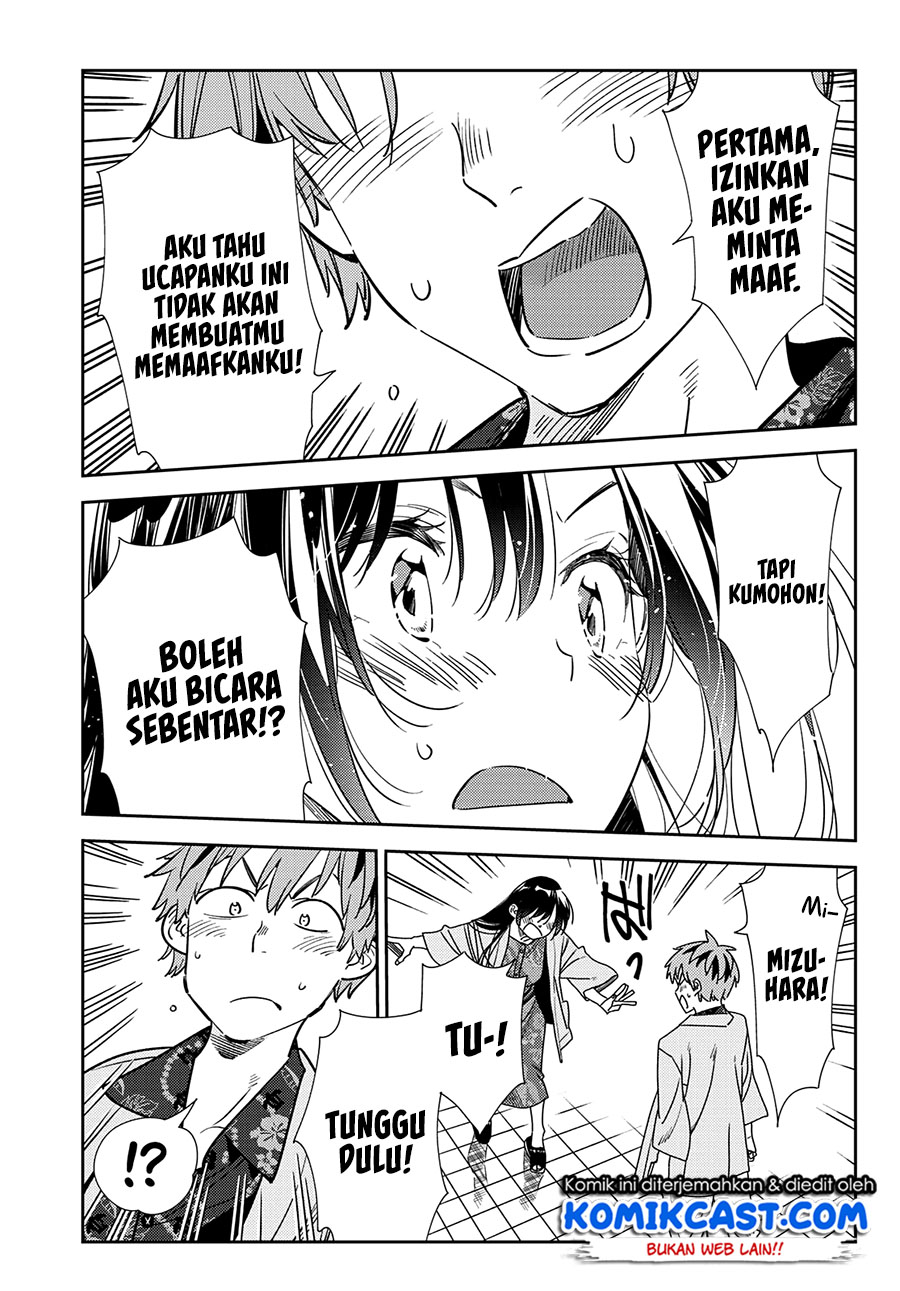 PERTAMA,
IZINKAN
AKU ME-
MINTA
MAAF.
AKU TAHU
UCAPANKU INI
TIDAK AKAN
MEMBUATMU
MEMAAFKANKU!
TAPI
KUMOHON!
BOLEH
AKU BICARA
SEBENTAR!?
Mi-
MIZU-
HARA!
TU-!
TUNGGU
DULU!
!?
Komik ini diterjemahkan & diedit oleh
KOMIKCAST.COM
BUKAN WEB LAIN!!